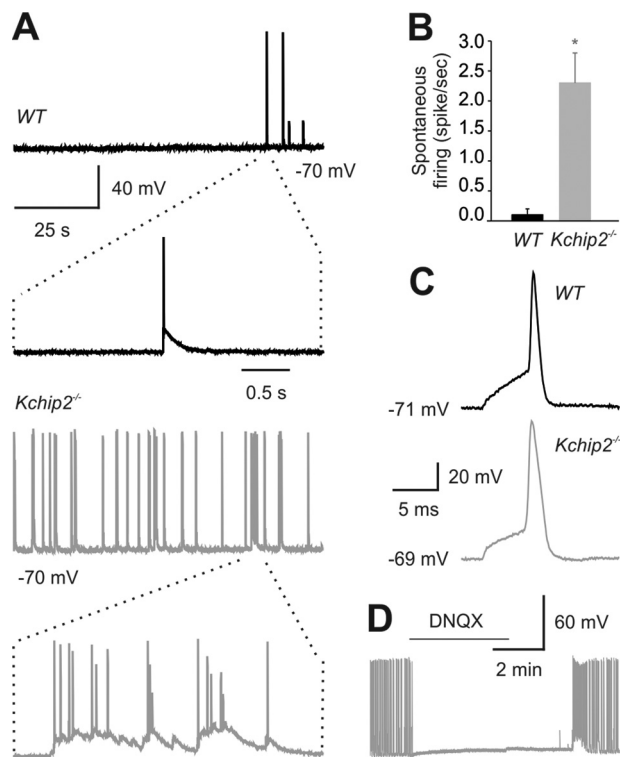 A
WT
-70 mV
40 mV
25 s
0.5 s
Kchip2-/-
-70 mV
B
Spontaneous
firing (spike/sec)
3.0
2.5
2.0
1.5
1.0
0.5
0.0
*
WT Kchip2-/-
C
WT
-71 mV
Kchip2-/-
20 mV
5 ms
-69 mV
D
DNQX
60 mV
2 min